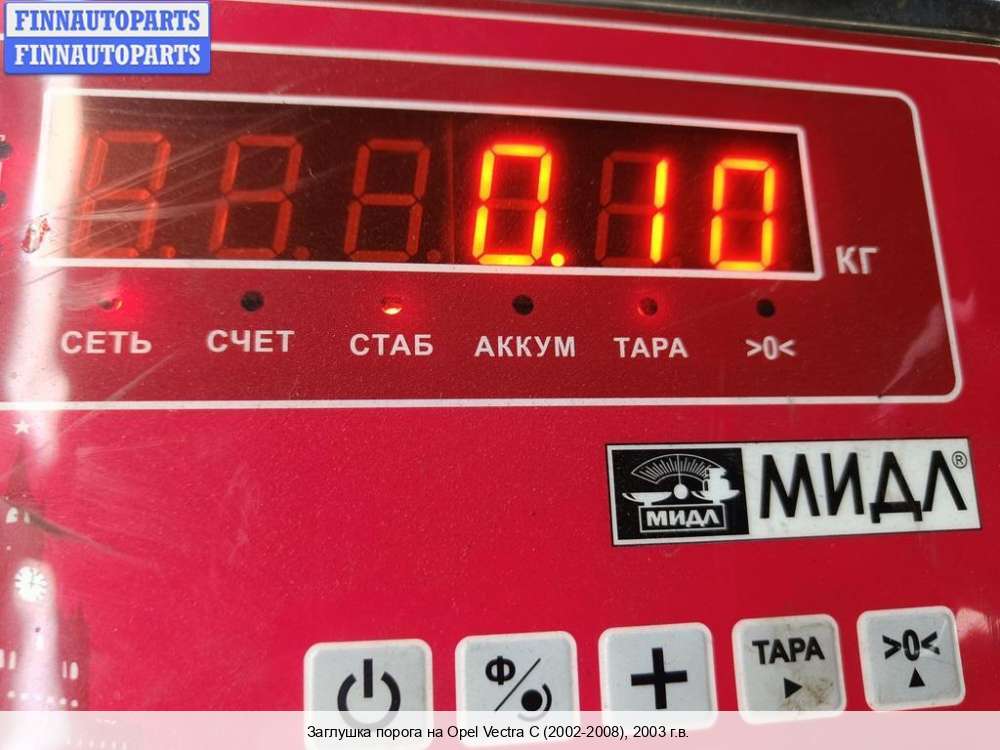 FINNAUTOPARTS
FINNAUTOPARTS
0.10
КГ
СЕТЬ СЧЕТ СТАБ АККУМ ТАРА >0<
МИДЛ МИДЛ®
Ф ТАРА >0<
Заглушка порога на Opel Vectra C (2002-2008), 2003 г.в.